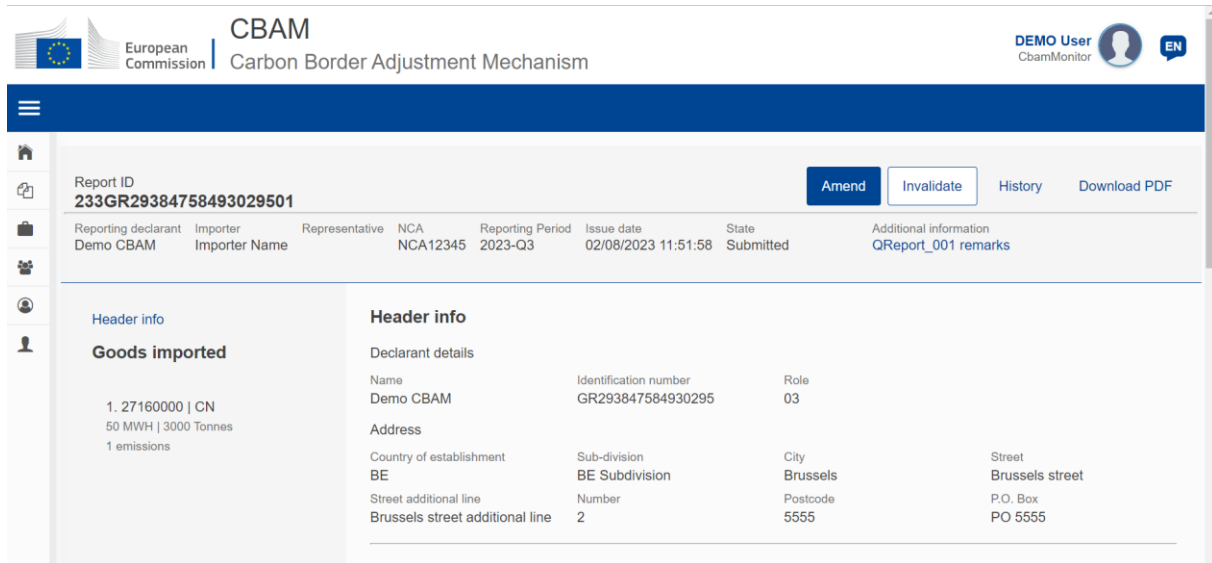 European
Commission
CBAM
Carbon Border Adjustment Mechanism
DEMO User
CbamMonitor
EN
Report ID
233GR29384758493029501
Amend
Invalidate
History
Download PDF
Reporting declarant Importer Representative NCA Reporting Period Issue date State Additional information
Demo CBAM Importer Name NCA12345 2023-Q3 02/08/2023 11:51:58 Submitted QReport_001 remarks
Header info
Goods imported
1. 27160000 | CN
50 MWH | 3000 Tonnes
1 emissions
Header info
Declarant details
Name Identification number Role
Demo CBAM GR293847584930295 03
Address
Country of establishment Sub-division City Street
BE BE Subdivision Brussels Brussels street
Street additional line Number Postcode P.O. Box
Brussels street additional line 2 5555 PO 5555